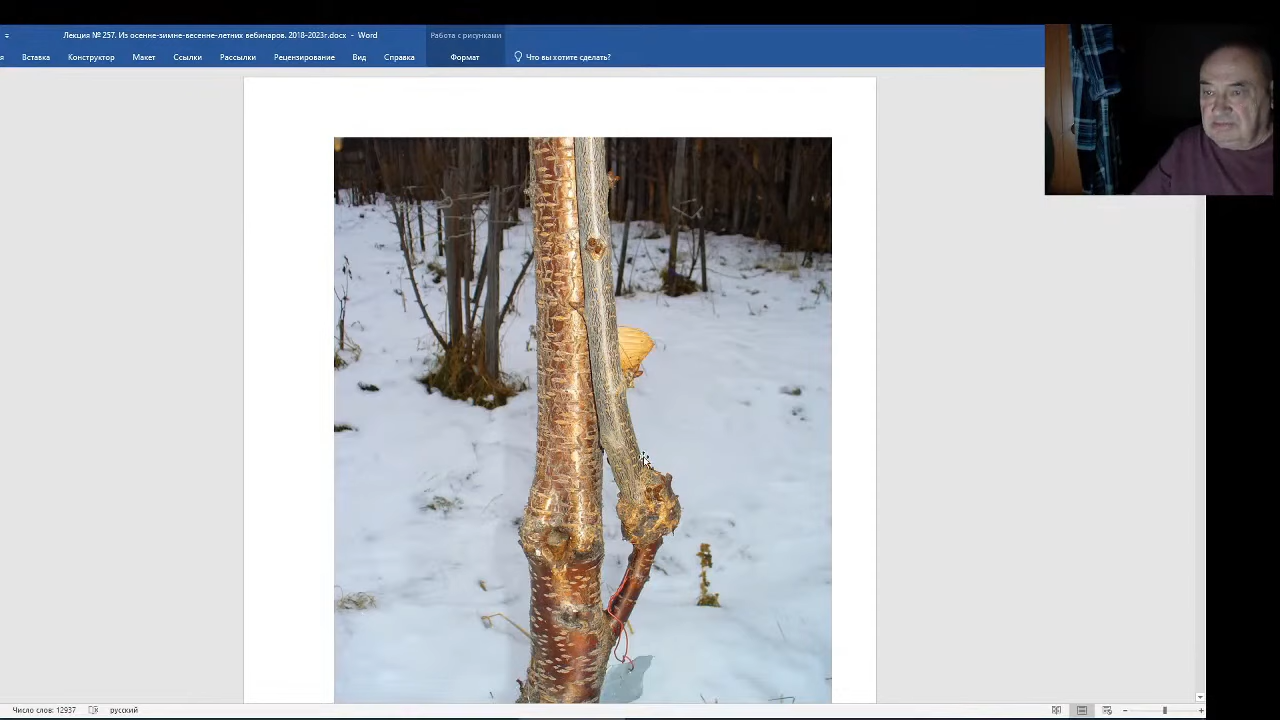 Лекция № 257. Из осенне-зимне-весенне-летних вебинаров. 2018-2023г.docx - Word
Работа с рисунками
Вставка Конструктор Макет Ссылки Рассылки Рецензирование Вид Справка Формат Что вы хотите сделать?
Число слов: 12937 русский